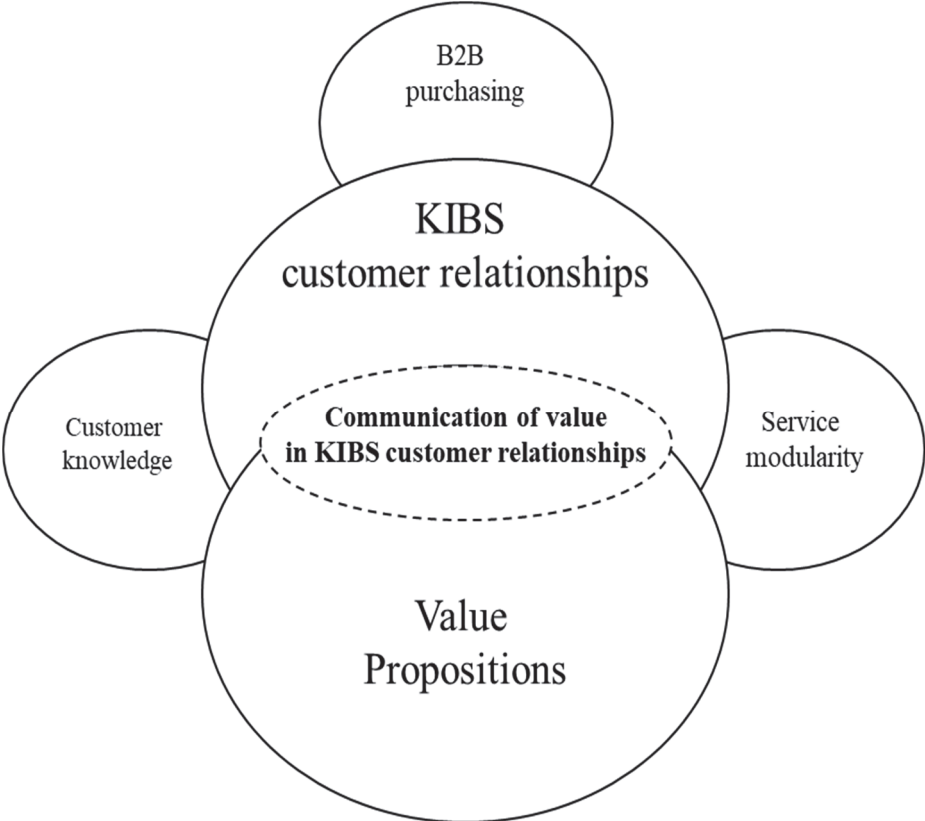 B2B
purchasing
KIBS
customer relationships
Communication of value
in KIBS customer relationships
Customer
knowledge
Service
modularity
Value
Propositions